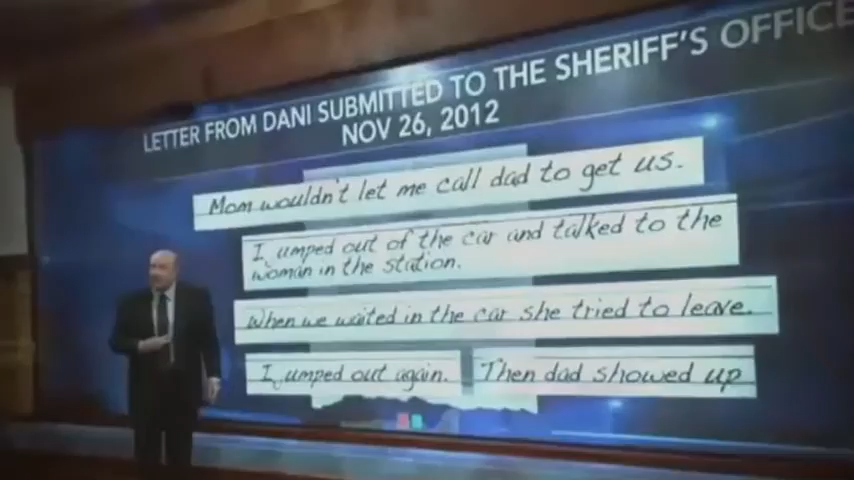 LETTER FROM DANI SUBMITTED TO THE SHERIFF'S OFFICE
NOV 26, 2012
Mom wouldn't let me call dad to get us.
I jumped out of the car and talked to the
woman in the station.
When we waited in the car she tried to leave.
I jumped out again. Then dad showed up